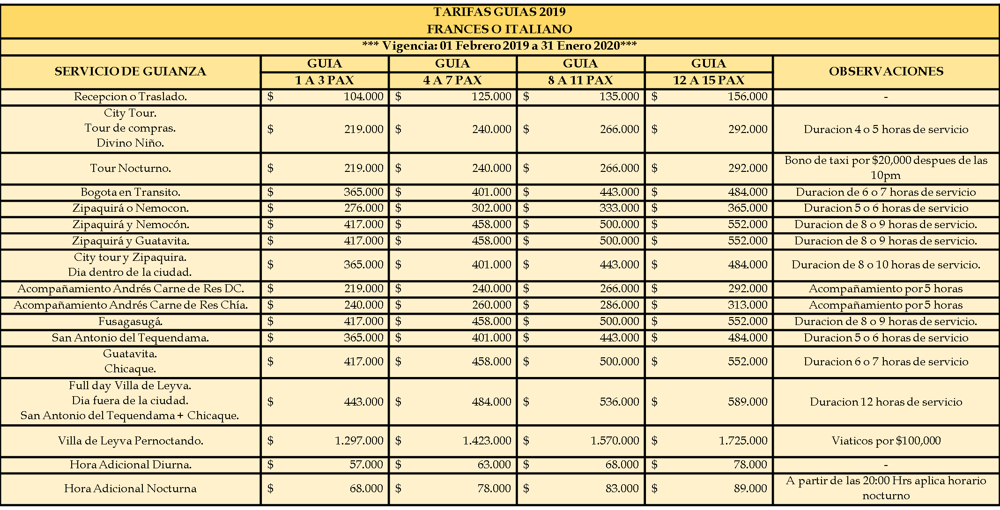 TARIFAS GUIAS 2019
FRANCES O ITALIANO
*** Vigencia: 01 Febrero 2019 a 31 Enero 2020***
SERVICIO DE GUIANZA
GUIA GUIA GUIA GUIA
1 A 3 PAX 4 A 7 PAX 8 A 11 PAX 12 A 15 PAX
OBSERVACIONES
Recepcion o Traslado. $ 104.000 $ 125.000 $ 135.000 $ 156.000 -
City Tour.
Tour de compras.
Divino Niño.
$ 219.000 $ 240.000 $ 266.000 $ 292.000 Duracion 4 o 5 horas de servicio
Tour Nocturno. $ 219.000 $ 240.000 $ 266.000 $ 292.000
Bono de taxi por $20,000 despues de las
10pm
Bogota en Transito. $ 365.000 $ 401.000 $ 443.000 $ 484.000 Duracion de 6 o 7 horas de servicio
Zipaquirá o Nemocon. $ 276.000 $ 302.000 $ 333.000 $ 365.000 Duracion 5 o 6 horas de servicio
Zipaquirá y Nemocón. $ 417.000 $ 458.000 $ 500.000 $ 552.000 Duracion de 8 o 9 horas de servicio.
Zipaquirá y Guatavita. $ 417.000 $ 458.000 $ 500.000 $ 552.000 Duracion de 8 o 9 horas de servicio.
City tour y Zipaquira.
Dia dentro de la ciudad.
$ 365.000 $ 401.000 $ 443.000 $ 484.000 Duracion de 8 o 10 horas de servicio.
Acompañamiento Andrés Carne de Res DC. $ 219.000 $ 240.000 $ 266.000 $ 292.000 Acompañamiento por 5 horas
Acompañamiento Andrés Carne de Res Chía. $ 240.000 $ 260.000 $ 286.000 $ 313.000 Acompañamiento por 5 horas
Fusagasugá. $ 417.000 $ 458.000 $ 500.000 $ 552.000 Duracion de 8 o 9 horas de servicio.
San Antonio del Tequendama. $ 365.000 $ 401.000 $ 443.000 $ 484.000 Duracion 5 o 6 horas de servicio
Guatavita.
Chicaque.
$ 417.000 $ 458.000 $ 500.000 $ 552.000 Duracion 6 o 7 horas de servicio
Full day Villa de Leyva.
Dia fuera de la ciudad.
San Antonio del Tequendama + Chicaque.
$ 443.000 $ 484.000 $ 536.000 $ 589.000 Duracion 12 horas de servicio
Villa de Leyva Pernoctando. $ 1.297.000 $ 1.423.000 $ 1.570.000 $ 1.725.000 Viaticos por $100,000
Hora Adicional Diurna. $ 57.000 $ 63.000 $ 68.000 $ 78.000 -
Hora Adicional Nocturna $ 68.000 $ 78.000 $ 83.000 $ 89.000
A partir de las 20:00 Hrs aplica horario
nocturno